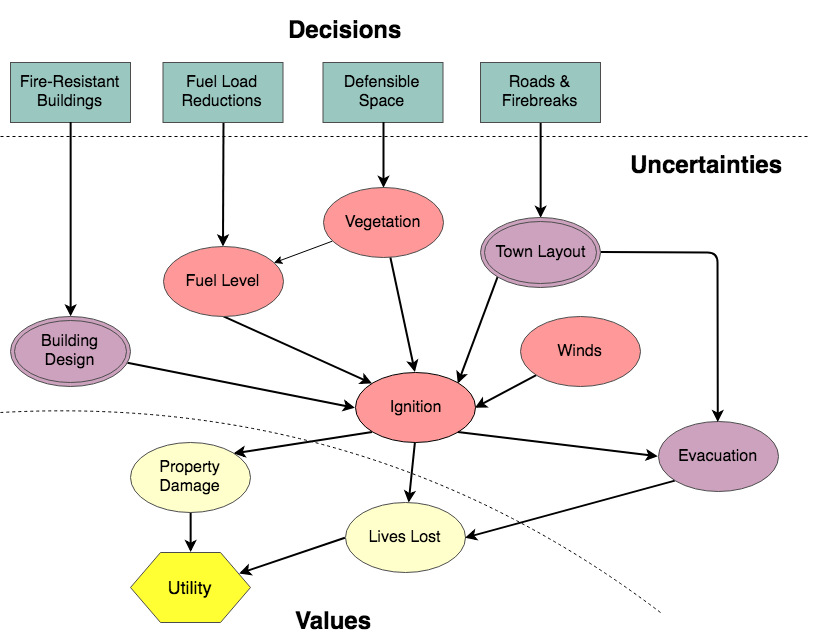 Decisions
Fire-Resistant
Buildings
Fuel Load
Reductions
Defensible
Space
Roads &
Firebreaks
Uncertainties
Vegetation
Town Layout
Fuel Level
Building
Design
Winds
Ignition
Evacuation
Property
Damage
Lives Lost
Utility
Values